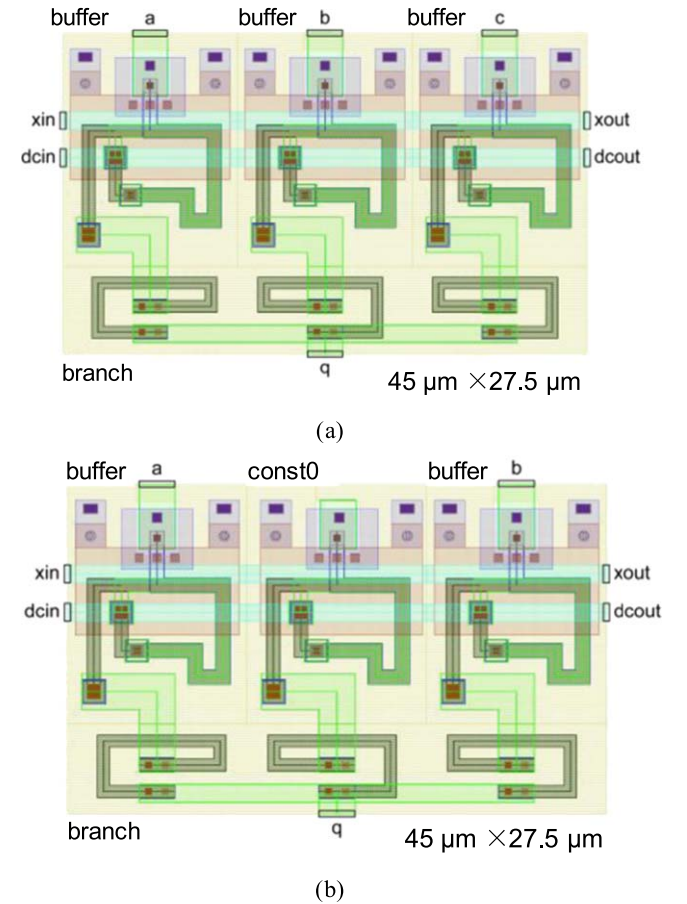 buffer a buffer b buffer c
xin xout
dcin dcout
q
branch 45 μm ×27.5 μm
(a)
buffer a const0 buffer b
xin xout
dcin dcout
q
branch 45 μm ×27.5 μm
(b)